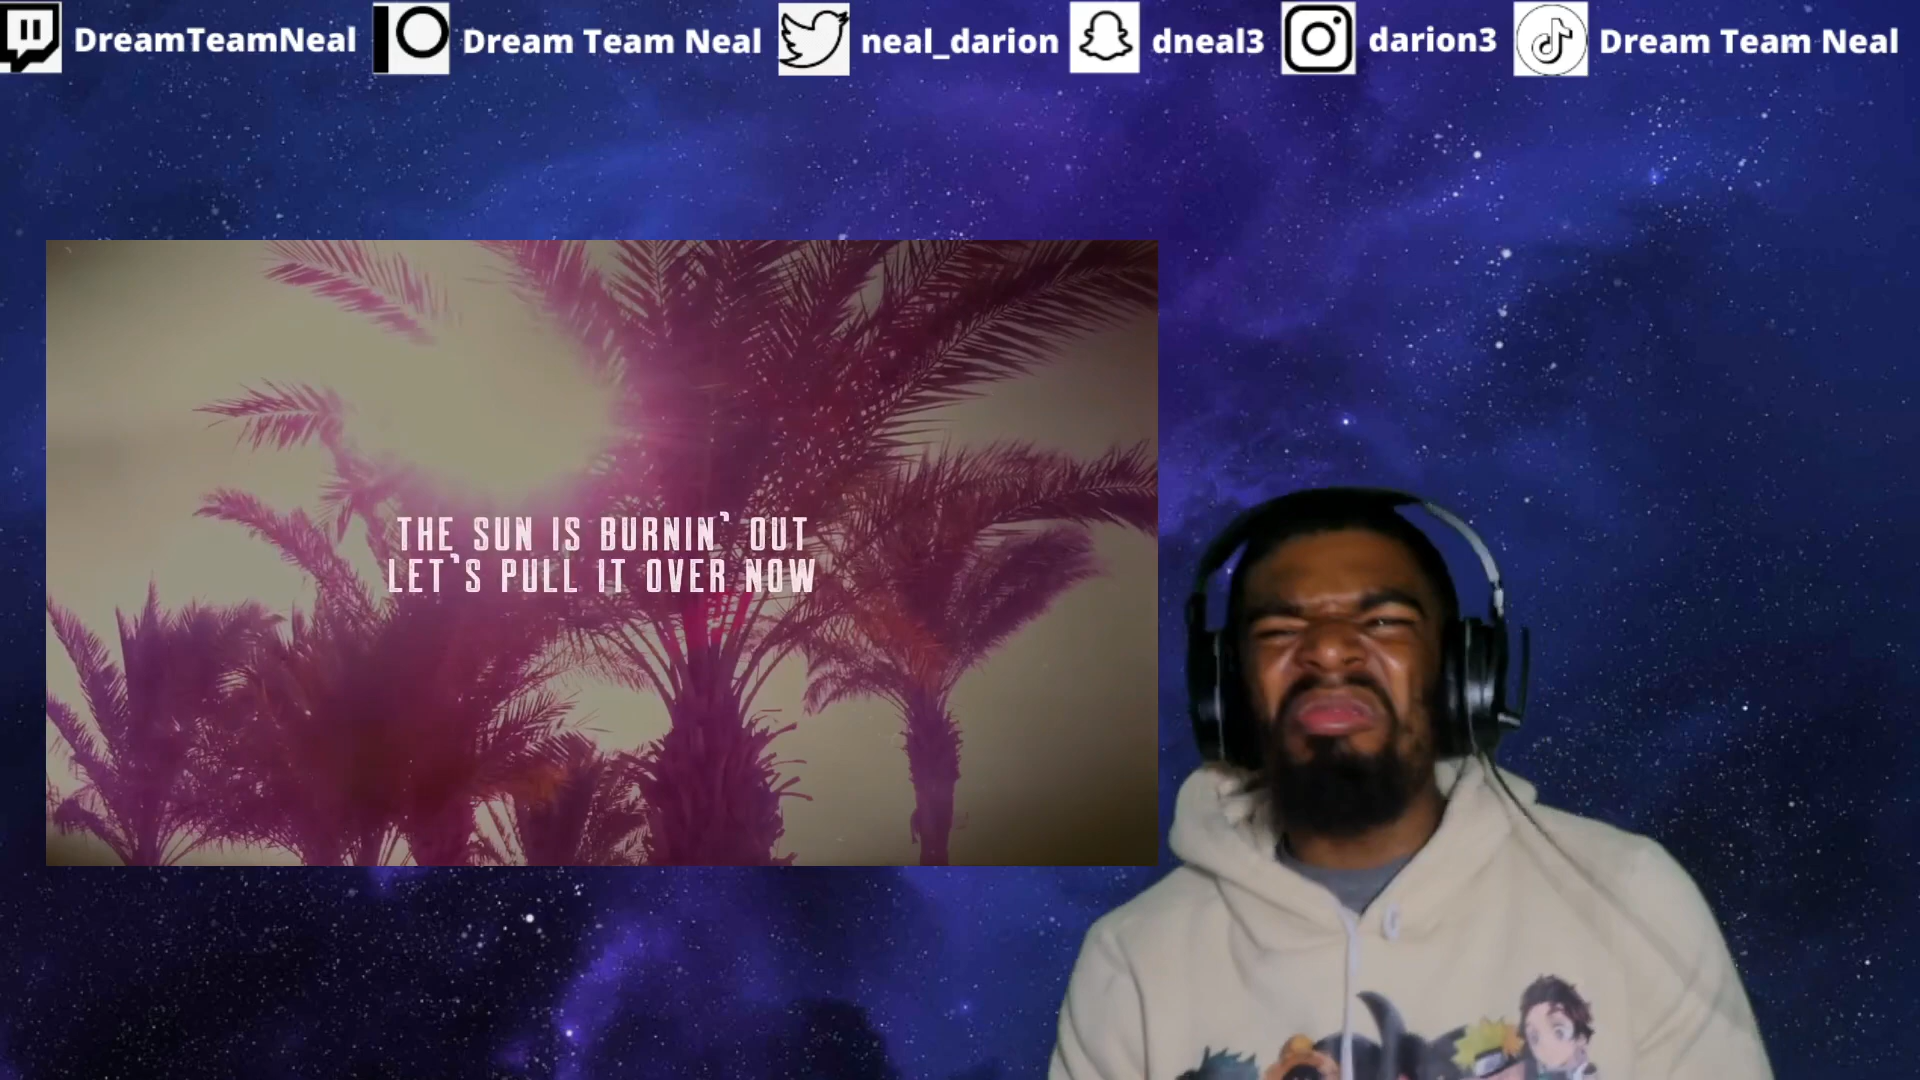 DreamTeamNeal Dream Team Neal neal_darion dneal3 darion3 Dream Team Neal
THE SUN IS BURNIN' OUT
LET'S PULL IT OVER NOW